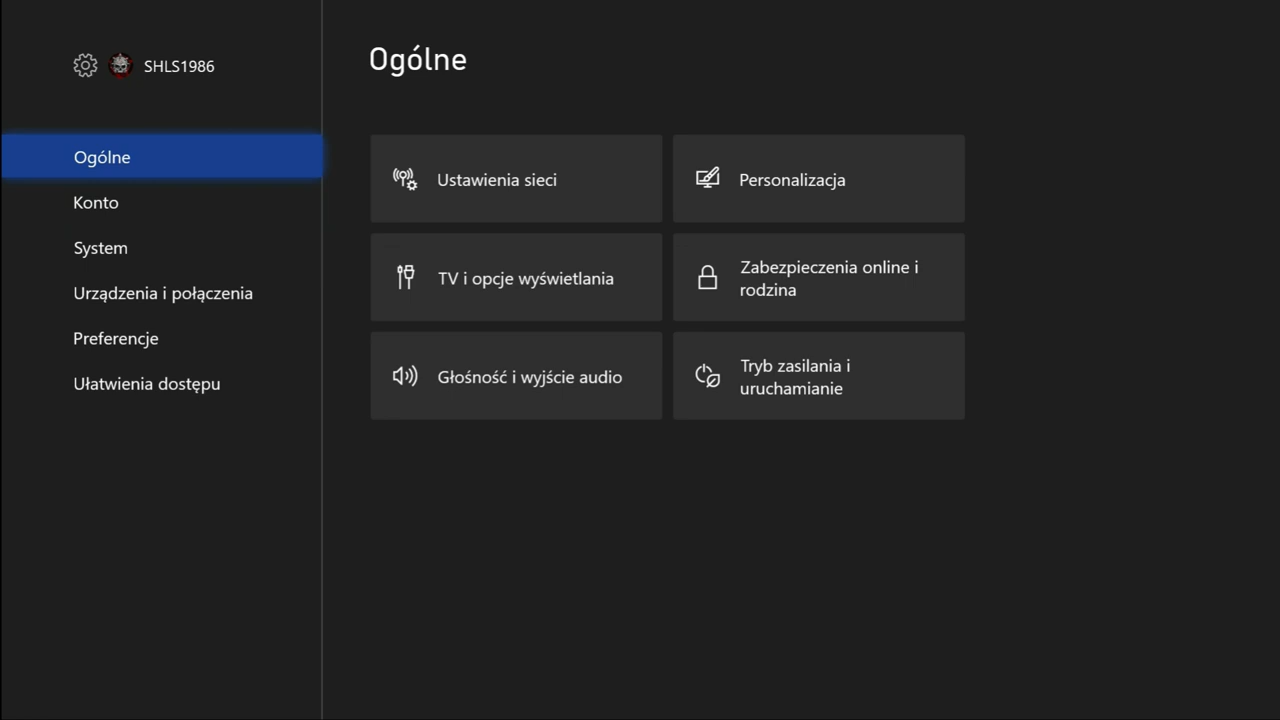 SHLS1986
Ogólne
Konto
System
Urządzenia i połączenia
Preferencje
Ułatwienia dostępu
Ogólne
Ustawienia sieci
Personalizacja
TV i opcje wyświetlania
Zabezpieczenia online i
rodzina
Głośność i wyjście audio
Tryb zasilania i
uruchamianie